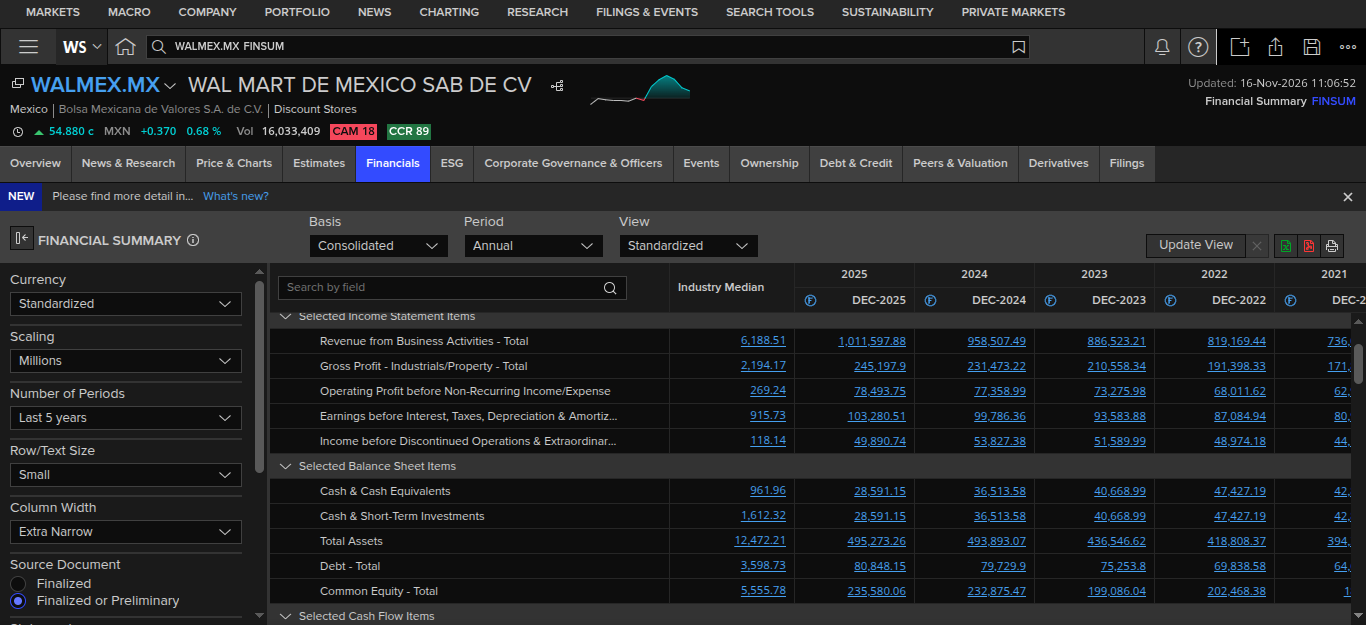 MARKETS MACRO COMPANY PORTFOLIO NEWS CHARTING RESEARCH FILINGS & EVENTS SEARCH TOOLS SUSTAINABILITY PRIVATE MARKETS
WS WALMEX.MX FINSUM
WALMEX.MX WAL MART DE MEXICO SAB DE CV
Updated: 16-Nov-2026 11:06:52
Mexico | Bolsa Mexicana de Valores S.A. de C.V. | Discount Stores
Financial Summary FINSUM
54.880 c MXN +0.370 0.68 % Vol 16,033,409 CAM 18 CCR 89
Overview News & Research Price & Charts Estimates Financials ESG Corporate Governance & Officers Events Ownership Debt & Credit Peers & Valuation Derivatives Filings
NEW Please find more detail in... What's new?
Basis Period View
FINANCIAL SUMMARY Consolidated Annual Standardized Update View
Currency
Standardized
Scaling
Millions
Number of Periods
Last 5 years
Row/Text Size
Small
Column Width
Extra Narrow
Source Document
Finalized
Finalized or Preliminary
2025 2024 2023 2022 2021
Search by field Industry Median
F DEC-2025 F DEC-2024 F DEC-2023 F DEC-2022 F DEC-2
Selected Income Statement Items
Revenue from Business Activities - Total 6,188.51 1,011,597.88 958,507.49 886,523.21 819,169.44 736,
Gross Profit - Industrials/Property - Total 2,194.17 245,197.9 231,473.22 210,558.34 191,398.33 171,
Operating Profit before Non-Recurring Income/Expense 269.24 78,493.75 77,358.99 73,275.98 68,011.62 62,
Earnings before Interest, Taxes, Depreciation & Amortiz... 915.73 103,280.51 99,786.36 93,583.88 87,084.94 80,
Income before Discontinued Operations & Extraordinar... 118.14 49,890.74 53,827.38 51,589.99 48,974.18 44,
Selected Balance Sheet Items
Cash & Cash Equivalents 961.96 28,591.15 36,513.58 40,668.99 47,427.19 42,
Cash & Short-Term Investments 1,612.32 28,591.15 36,513.58 40,668.99 47,427.19 42,
Total Assets 12,472.21 495,273.26 493,893.07 436,546.62 418,808.37 394,
Debt - Total 3,598.73 80,848.15 79,729.9 75,253.8 69,838.58 64,
Common Equity - Total 5,555.78 235,580.06 232,875.47 199,086.04 202,468.38 1
Selected Cash Flow Items